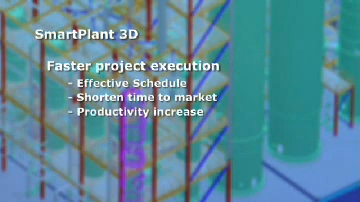 SmartPlant 3D
Faster project execution
- Effective Schedule
- Shorten time to market
- Productivity increase